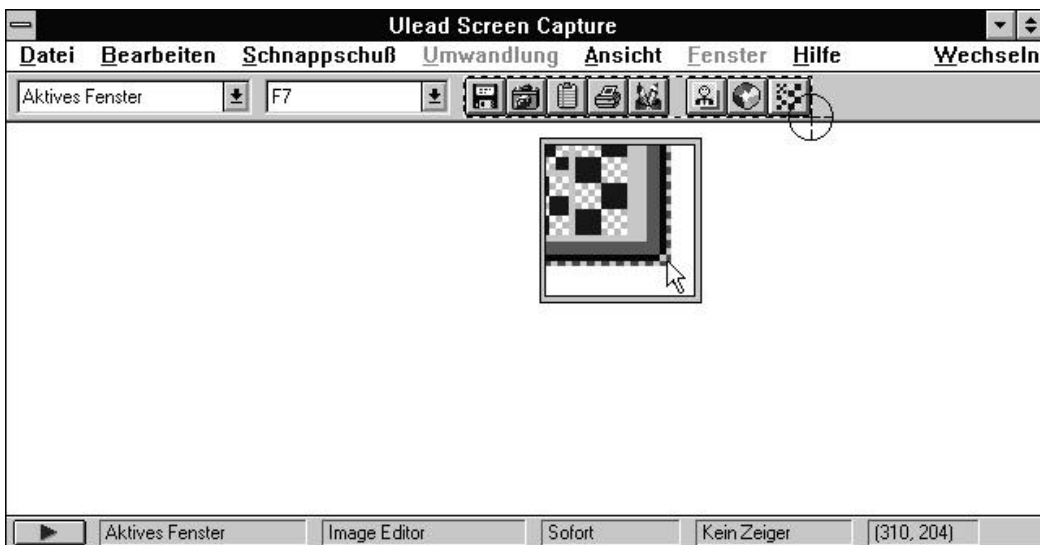 Ulead Screen Capture
Datei Bearbeiten Schnappschuß Umwandlung Ansicht Fenster Hilfe Wechseln
Aktives Fenster F7
Aktives Fenster Image Editor Sofort Kein Zeiger (310, 204)